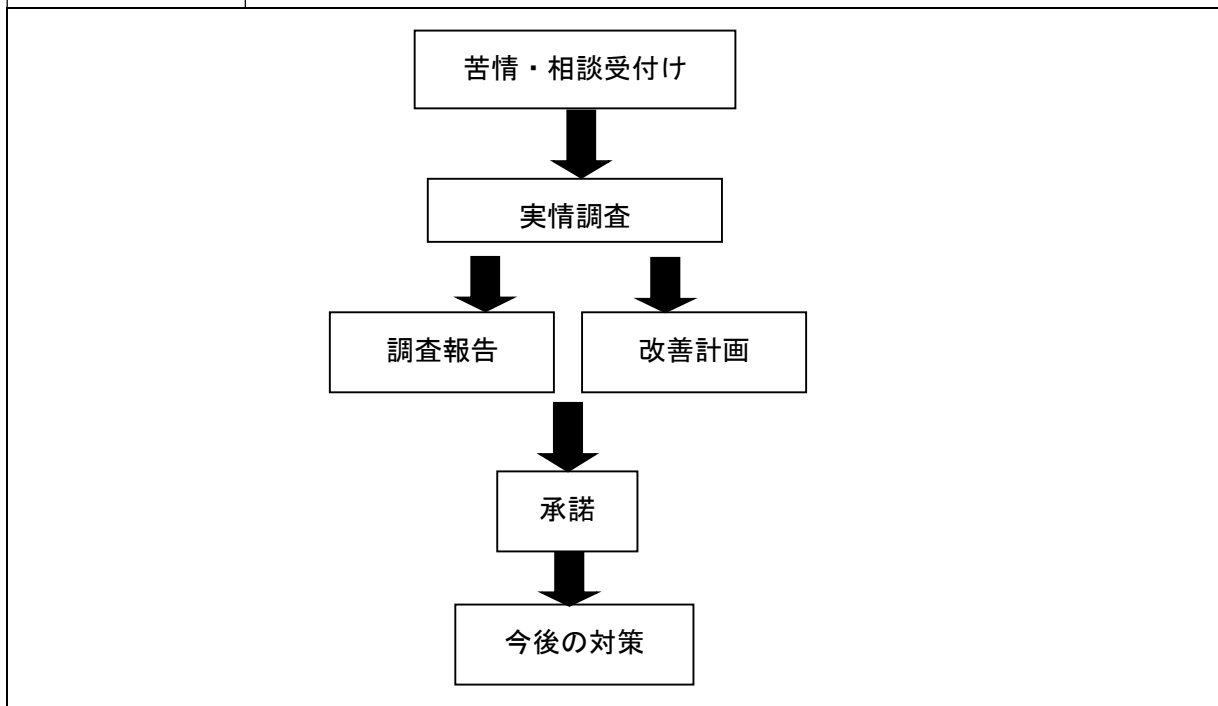 苦情・相談受付け
実情調査
調査報告
改善計画
承諾
今後の対策